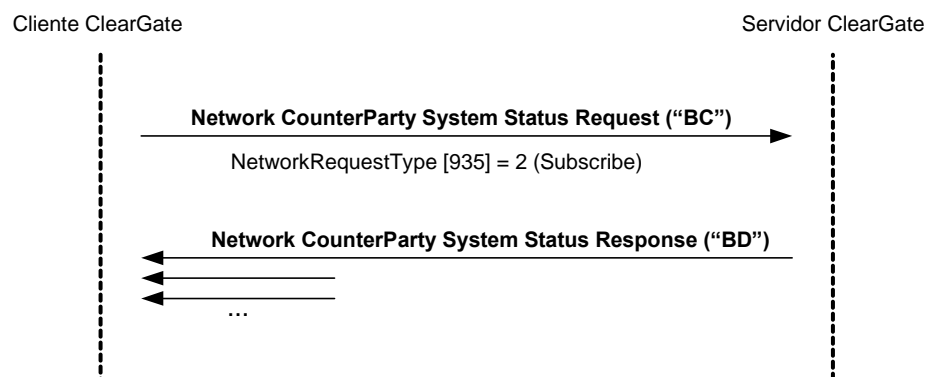 Cliente ClearGate
Servidor ClearGate
Network CounterParty System Status Request (“BC”)
NetworkRequestType [935] = 2 (Subscribe)
Network CounterParty System Status Response (“BD”)
...